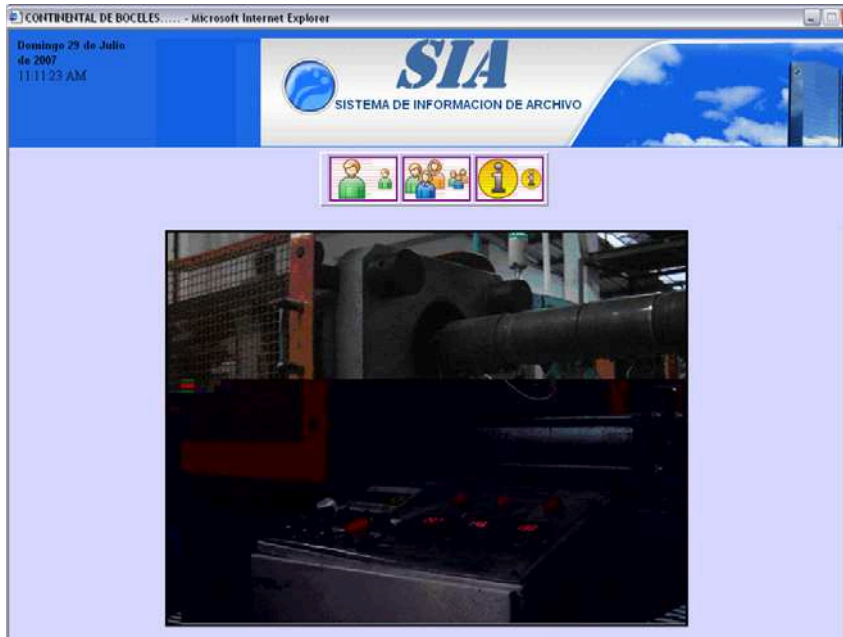 CONTINENTAL DE BOCELES..... - Microsoft Internet Explorer
Domingo 29 de Julio
de 2007
11:11:23 AM
SIA
SISTEMA DE INFORMACION DE ARCHIVO